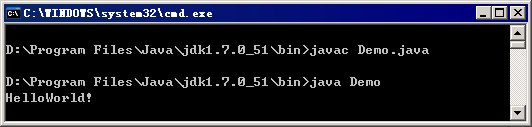 C:\WINDOWS\system32\cmd.exe
D:\Program Files\Java\jdk1.7.0_51\bin>javac Demo.java
D:\Program Files\Java\jdk1.7.0_51\bin>java Demo
HelloWorld!